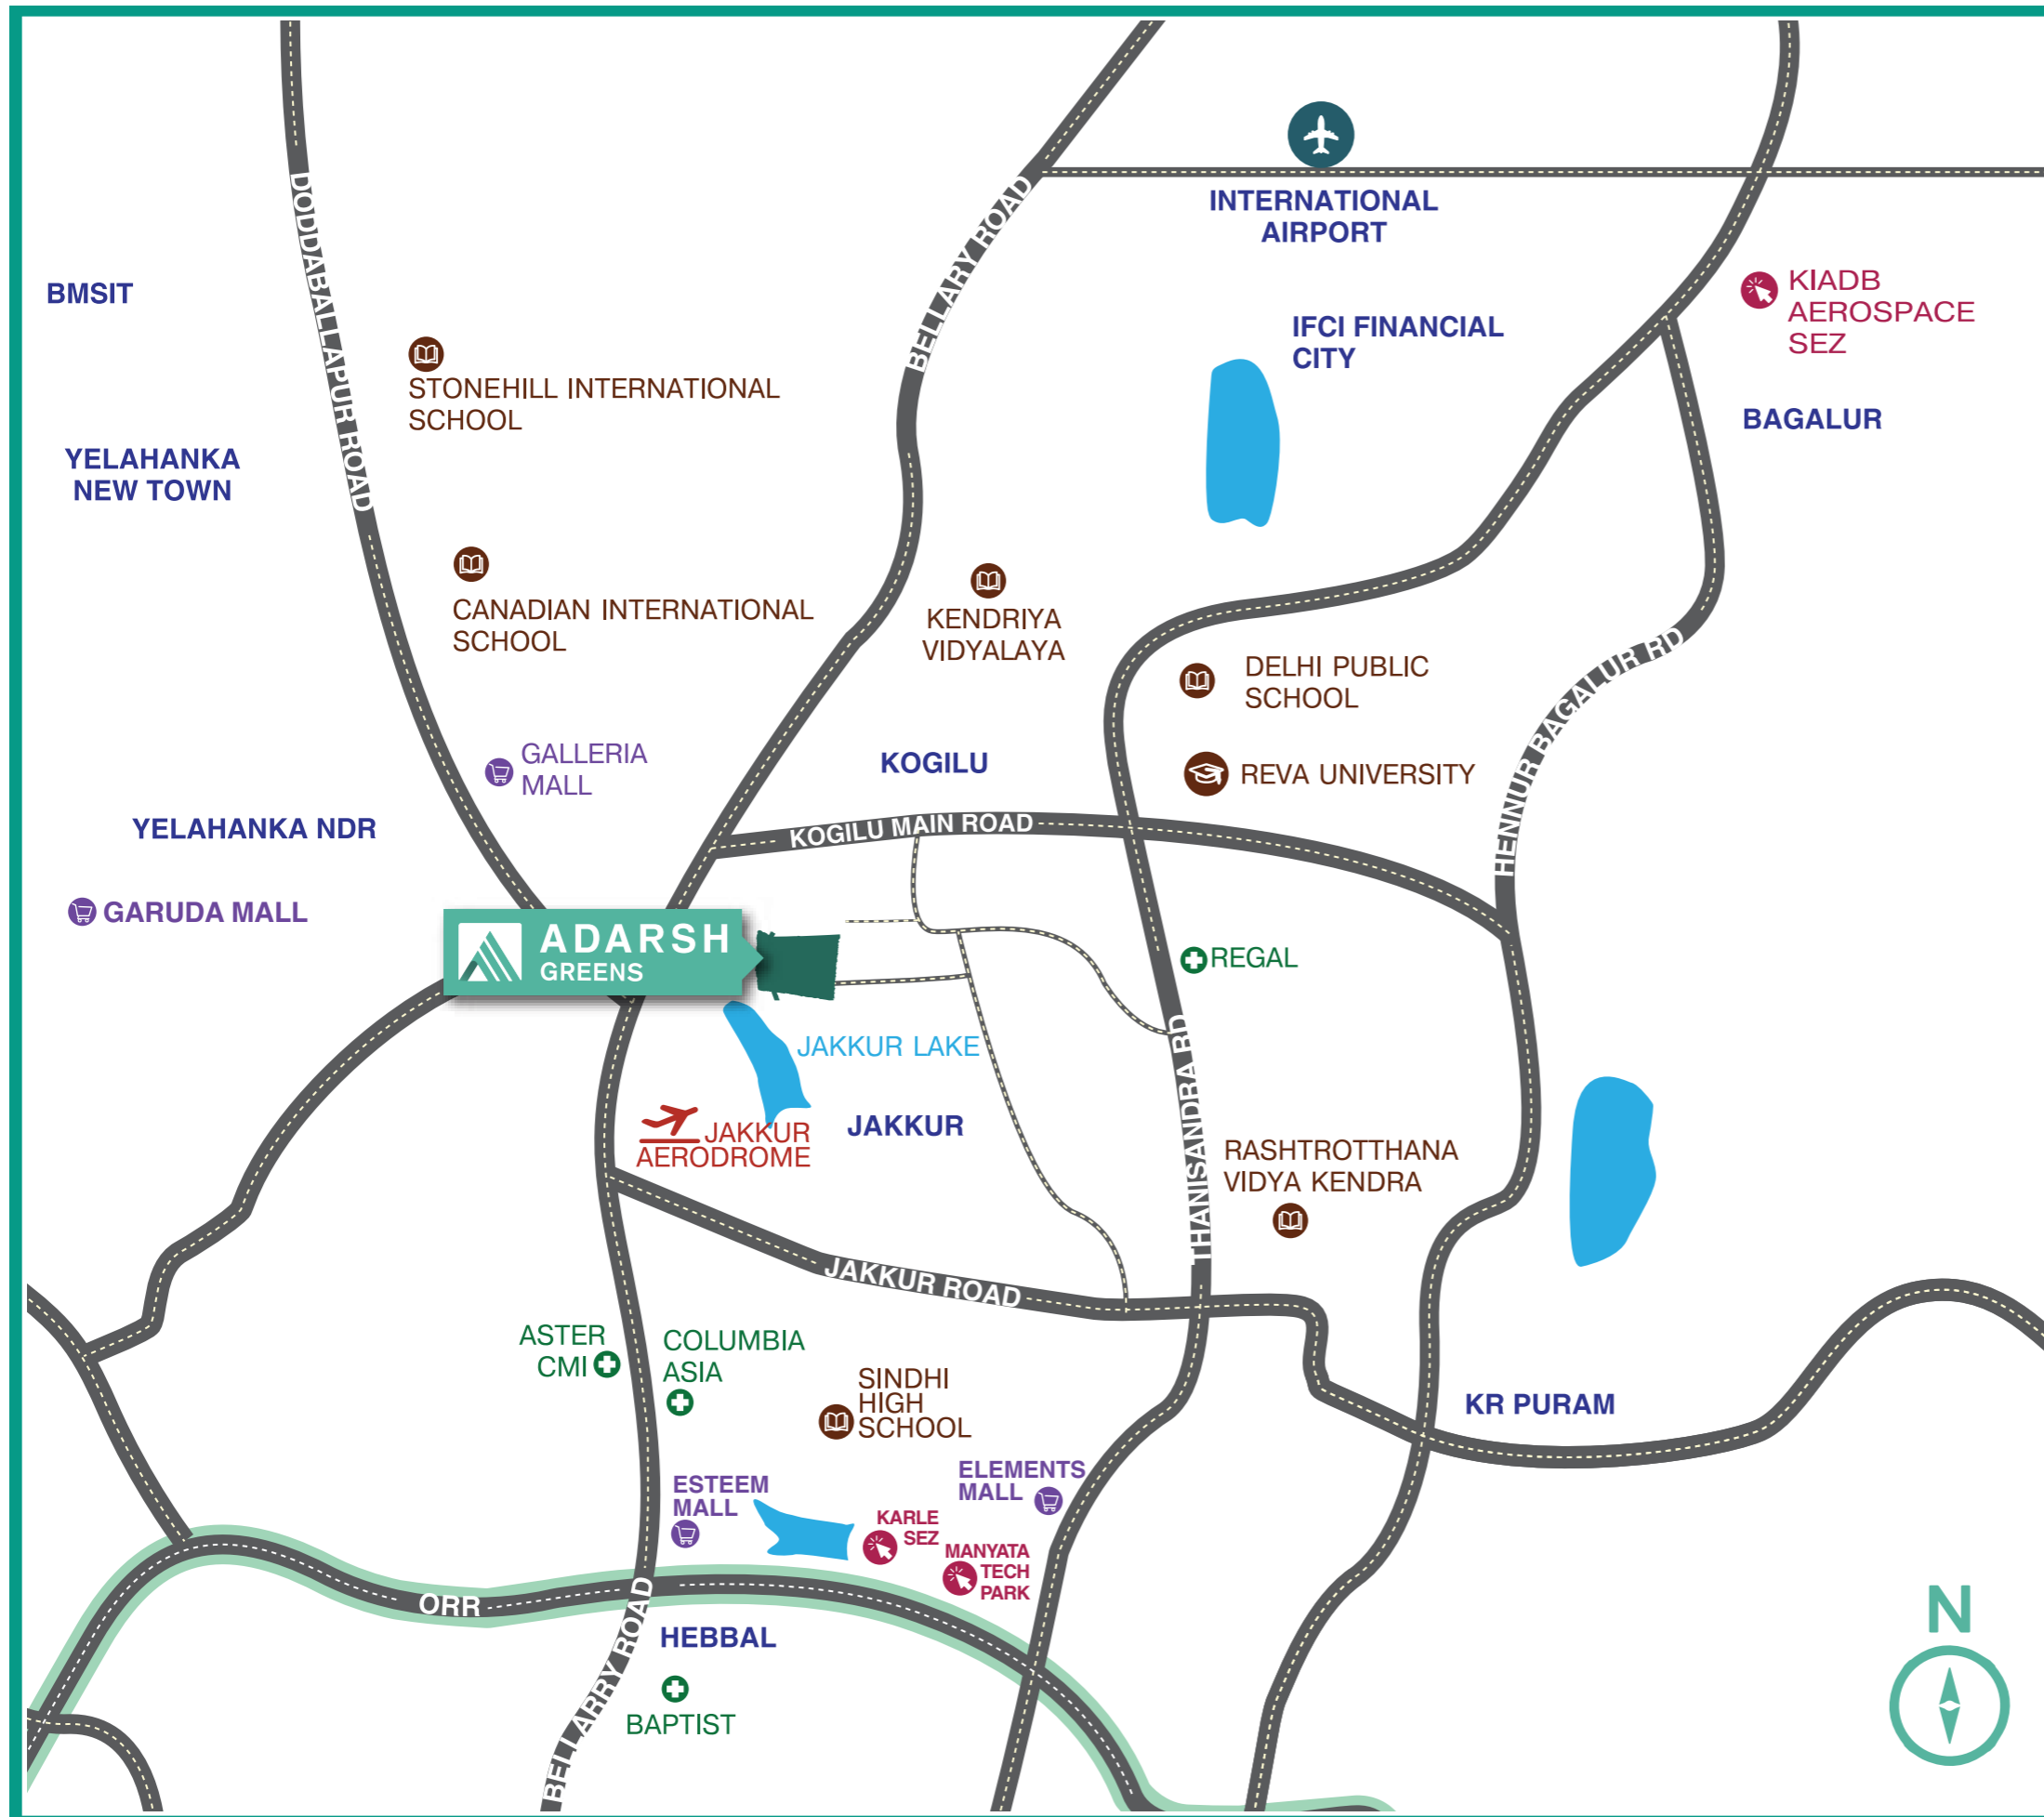 INTERNATIONAL
AIRPORT
DODDABALLAPUR ROAD
BELLARY ROAD
BMSIT
KIADB
AEROSPACE
SEZ
IFCI FINANCIAL
CITY
STONEHILL INTERNATIONAL
SCHOOL
BAGALUR
YELAHANKA
NEW TOWN
CANADIAN INTERNATIONAL
SCHOOL
KENDRIYA
VIDYALAYA
DELHI PUBLIC
SCHOOL
HENNUR BAGALUR RD
GALLERIA
MALL
KOGILU
REVA UNIVERSITY
YELAHANKA NDR
KOGILU MAIN ROAD
GARUDA MALL
ADARSH
GREENS
REGAL
JAKKUR LAKE
THANISANDRA RD
JAKKUR
AERODROME
JAKKUR
RASHTROTTHANA
VIDYA KENDRA
JAKKUR ROAD
ASTER
CMI
COLUMBIA
ASIA
SINDHI
HIGH
SCHOOL
KR PURAM
ESTEEM
MALL
ELEMENTS
MALL
KARLE
SEZ
MANYATA
TECH
PARK
ORR
HEBBAL
BELLARRY ROAD
BAPTIST
N